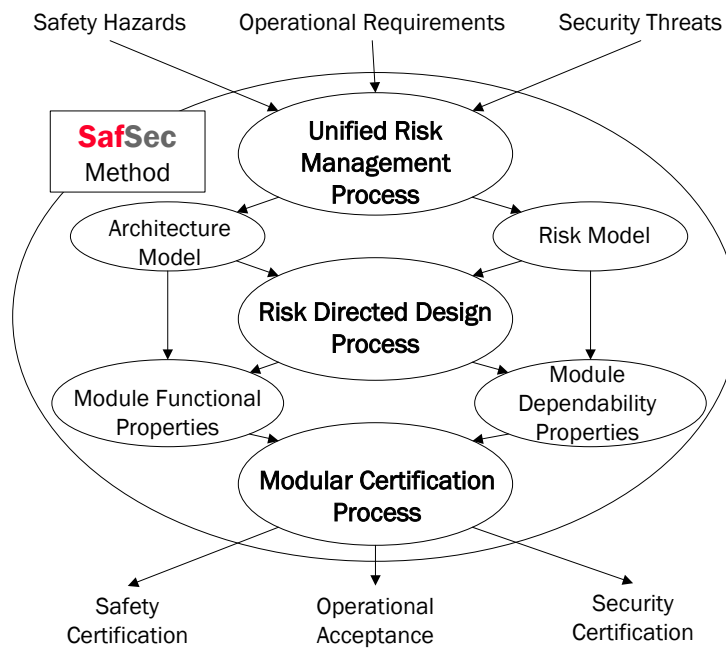 Safety Hazards
Operational Requirements
Security Threats
SafSec
Method
Unified Risk
Management
Process
Architecture
Model
Risk Model
Risk Directed Design
Process
Module Functional
Properties
Module
Dependability
Properties
Modular Certification
Process
Safety
Certification
Operational
Acceptance
Security
Certification